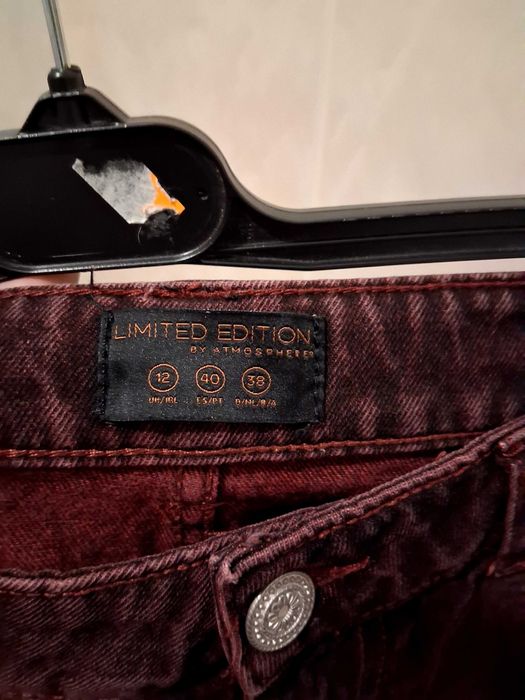 LIMITED EDITION
BY ATMOSPHERE
12 40 38
UK/IRL ES/PT D/NL/B/A